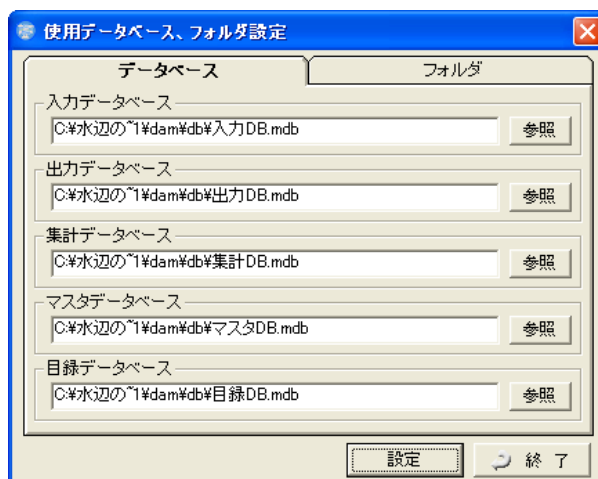 使用データベース、フォルダ設定
データベース フォルダ
入力データベース
C:¥水辺の~1¥dam¥db¥入力DB.mdb 参照
出力データベース
C:¥水辺の~1¥dam¥db¥出力DB.mdb 参照
集計データベース
C:¥水辺の~1¥dam¥db¥集計DB.mdb 参照
マスタデータベース
C:¥水辺の~1¥dam¥db¥マスタDB.mdb 参照
目録データベース
C:¥水辺の~1¥dam¥db¥目録DB.mdb 参照
設定 終 了